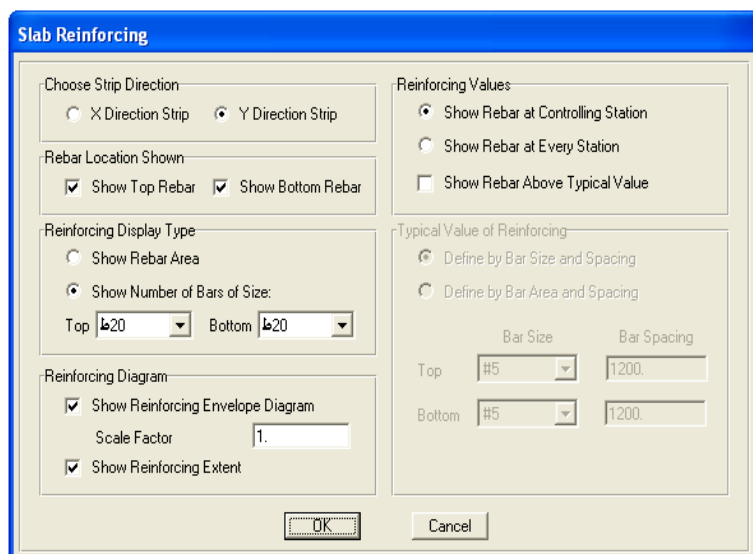 Slab Reinforcing
Choose Strip Direction
X Direction Strip Y Direction Strip
Rebar Location Shown
Show Top Rebar Show Bottom Rebar
Reinforcing Display Type
Show Rebar Area
Show Number of Bars of Size:
Top ط20 Bottom ط20
Reinforcing Diagram
Show Reinforcing Envelope Diagram
Scale Factor 1.
Show Reinforcing Extent
Reinforcing Values
Show Rebar at Controlling Station
Show Rebar at Every Station
Show Rebar Above Typical Value
Typical Value of Reinforcing
Define by Bar Size and Spacing
Define by Bar Area and Spacing
Bar Size Bar Spacing
Top #5 1200.
Bottom #5 1200.
OK Cancel